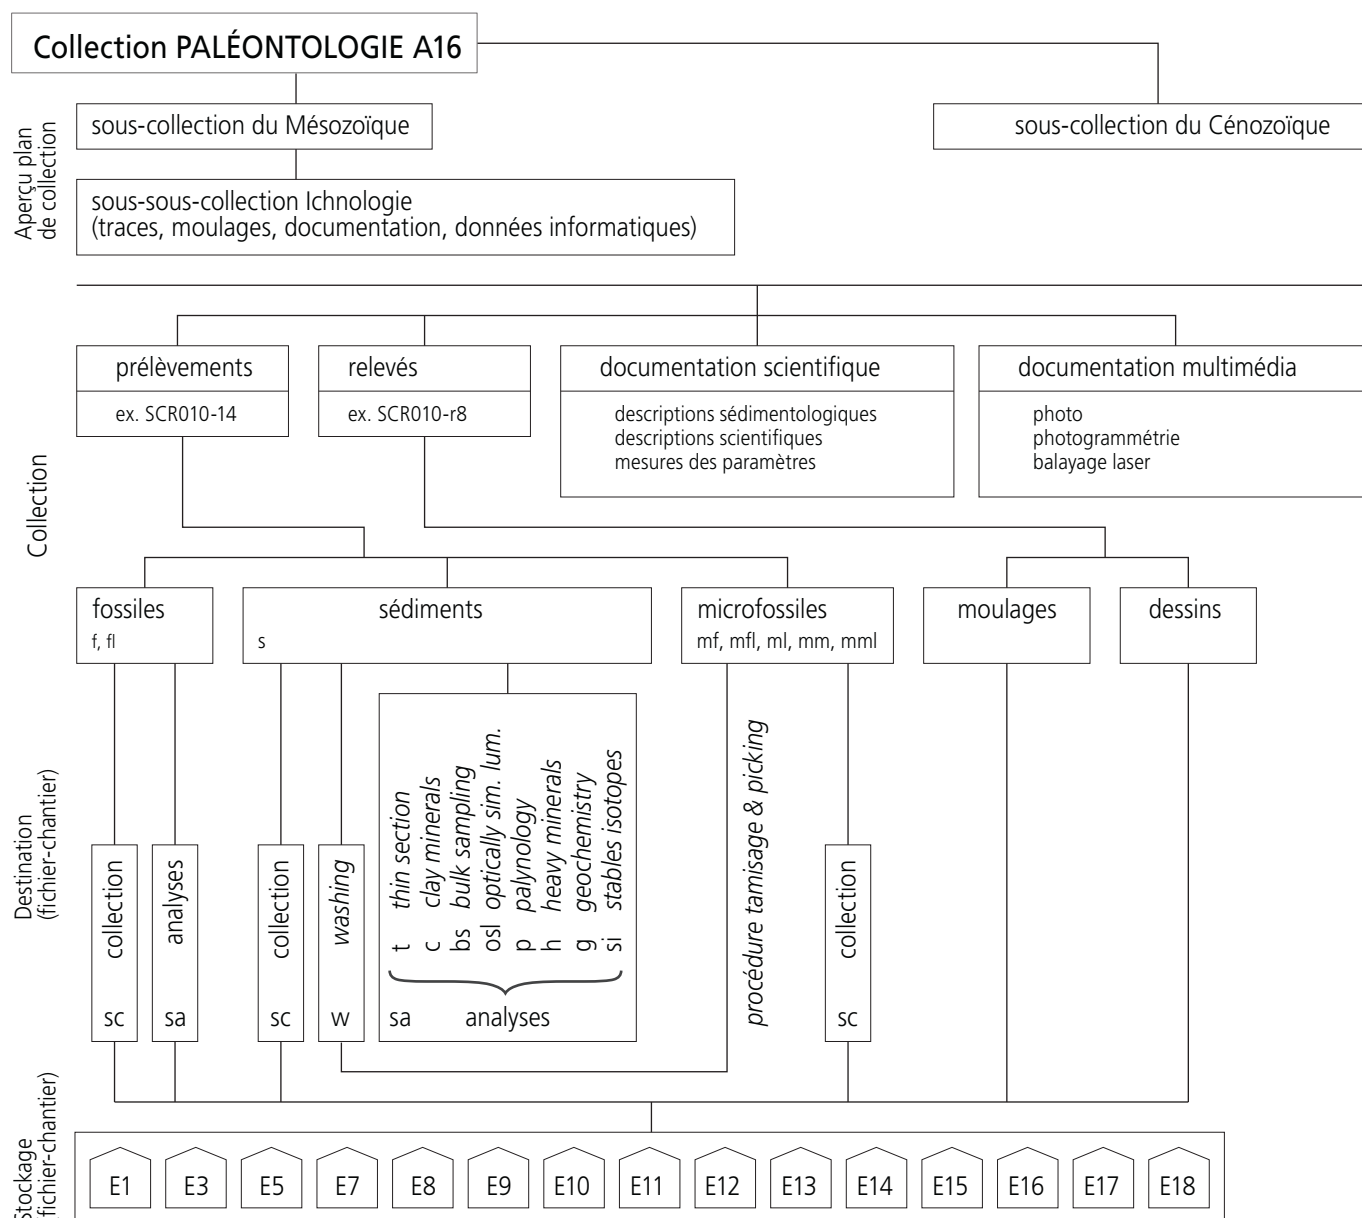 Collection PALÉONTOLOGIE A16
Aperçu plan
de collection
sous-collection du Mésozoïque
sous-collection du Cénozoïque
sous-sous-collection Ichnologie
(traces, moulages, documentation, données informatiques)
Collection
prélèvements
ex. SCR010-14
relevés
ex. SCR010-r8
documentation scientifique
descriptions sédimentologiques
descriptions scientifiques
mesures des paramètres
documentation multimédia
photo
photogrammétrie
balayage laser
fossiles
f, fl
sédiments
s
microfossiles
mf, mfl, ml, mm, mml
moulages
dessins
Destination
(fichier-chantier)
sc collection
sa analyses
sc collection
w washing
t thin section
c clay minerals
bs bulk sampling
osl optically sim. lum.
p palynology
h heavy minerals
g geochemistry
si stables isotopes
sa analyses
procédure tamisage & picking
sc collection
Stockage
(fichier-chantier)
E1 E3 E5 E7 E8 E9 E10 E11 E12 E13 E14 E15 E16 E17 E18